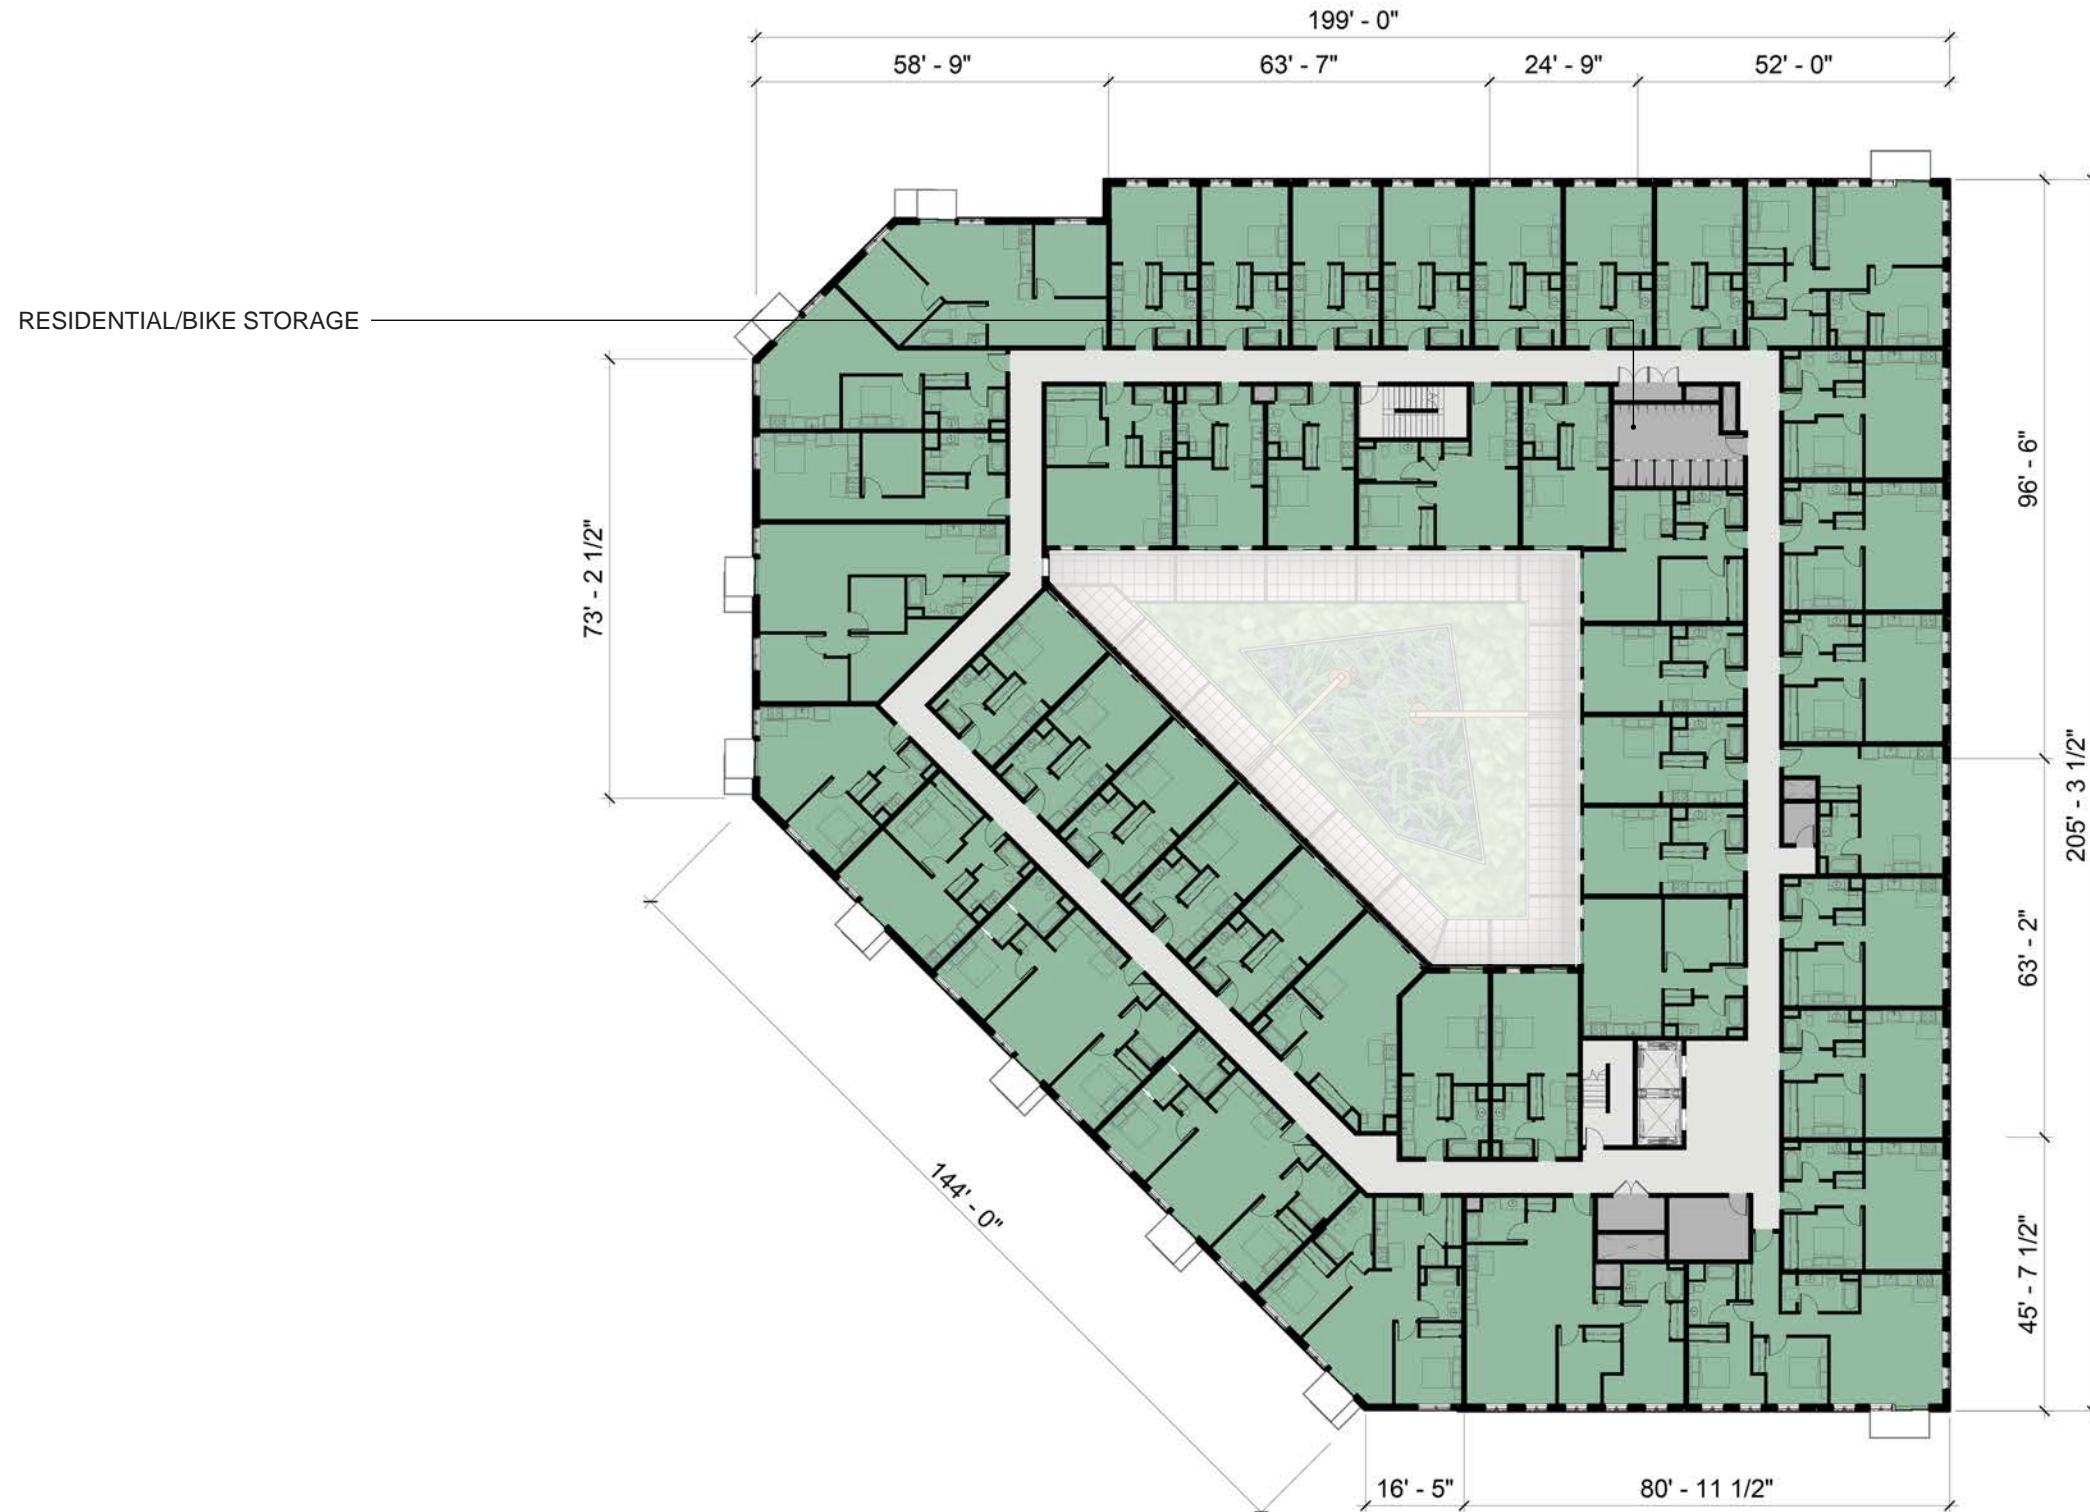 199' - 0"
58' - 9"
63' - 7"
24' - 9"
52' - 0"
RESIDENTIAL/BIKE STORAGE
96' - 6"
73' - 2 1/2"
205' - 3 1/2"
63' - 2"
144' - 0"
45' - 7 1/2"
16' - 5"
80' - 11 1/2"